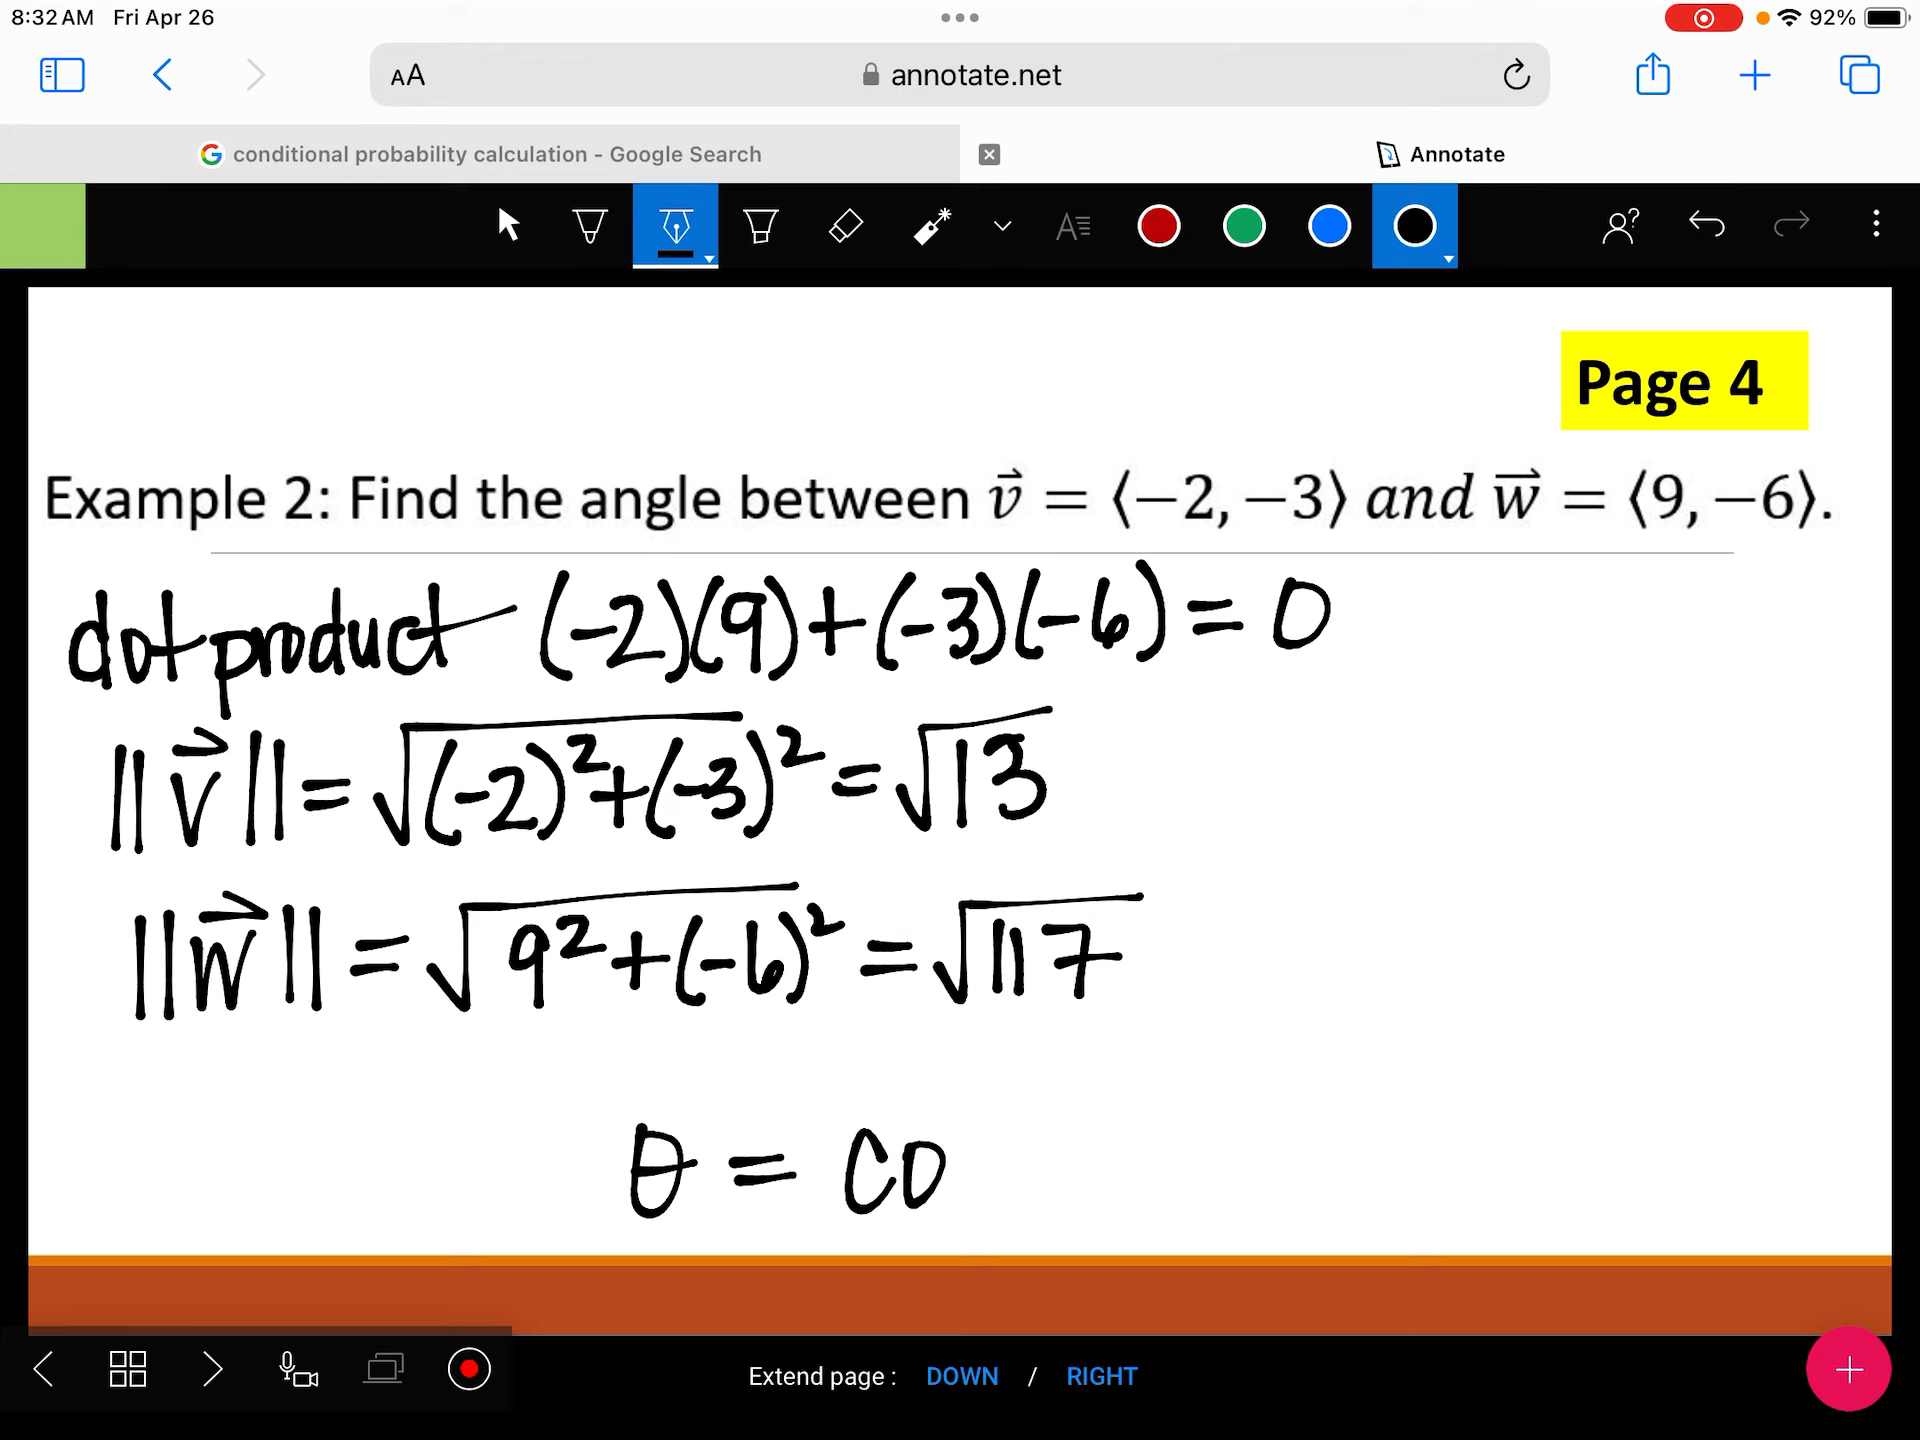 8:32 AM Fri Apr 26 92%
AA annotate.net
conditional probability calculation - Google Search Annotate
Page 4
Example 2: Find the angle between v⃗ = ⟨−2, −3⟩ and w⃗ = ⟨9, −6⟩.
dot product (-2)(9)+(-3)(-6) = 0
||v⃗|| = √(-2)²+(-3)² = √13
||w⃗|| = √9²+(-6)² = √117
θ = co
Extend page : DOWN / RIGHT